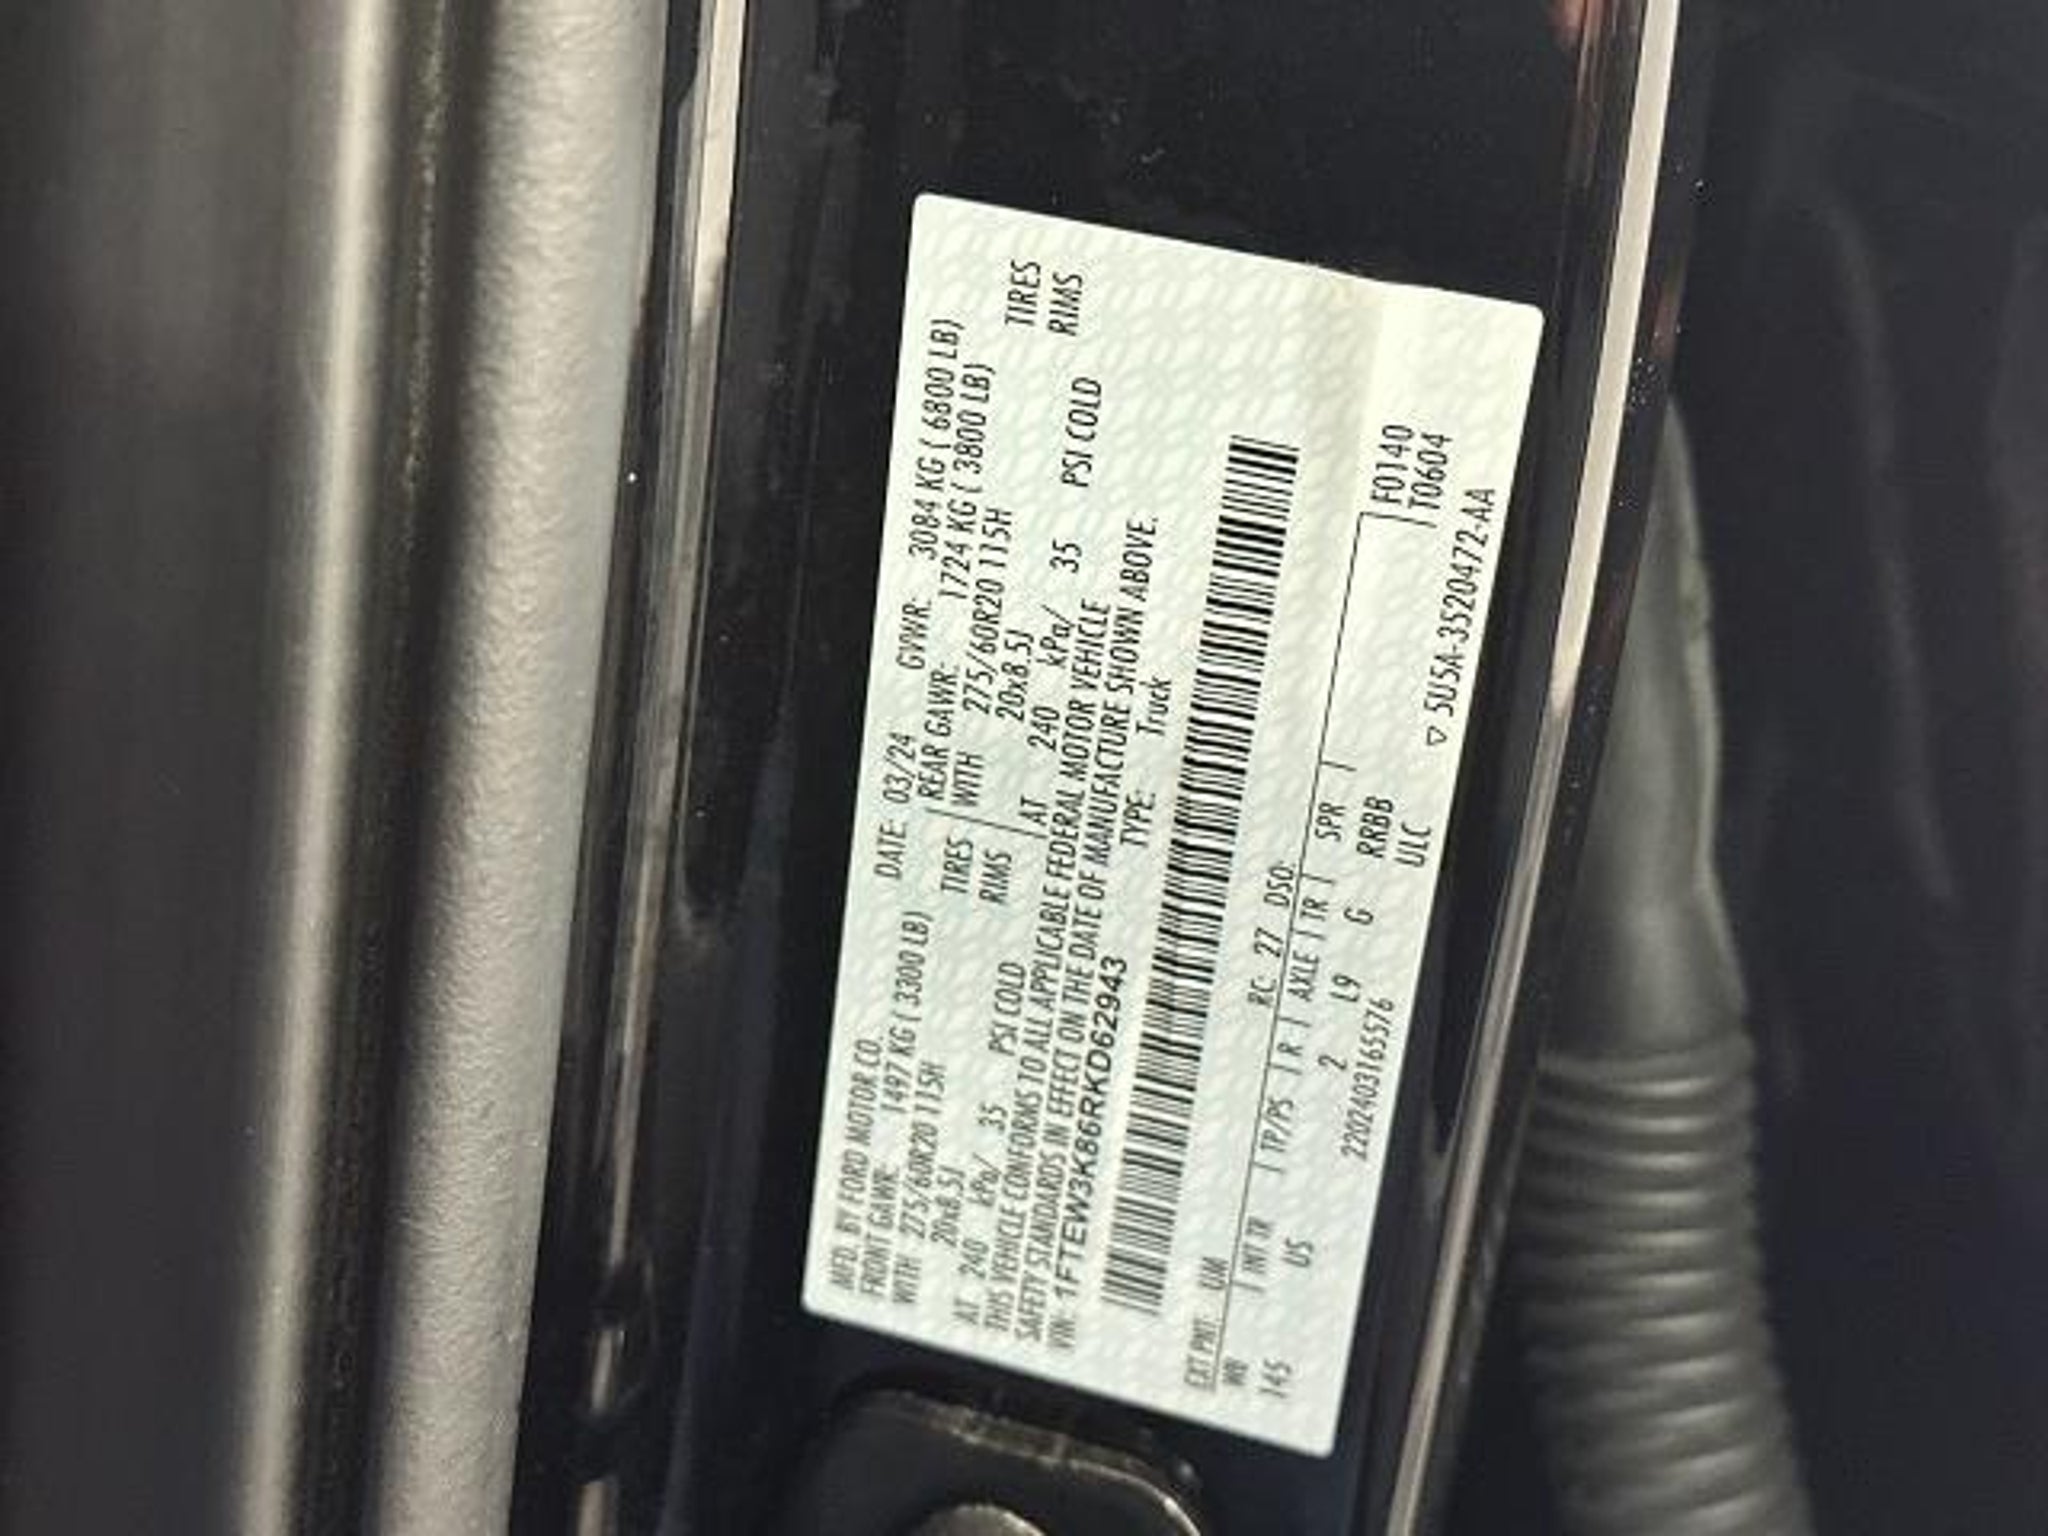 MFD. BY FORD MOTOR CO. DATE: 03/24 GVWR: 3084 KG ( 6800 LB)
FRONT GAWR: 1497 KG ( 3300 LB) REAR GAWR: 1724 KG ( 3800 LB)
WITH 275/60R20 115H TIRES WITH 275/60R20 115H TIRES
20x8.5J RIMS 20x8.5J RIMS
AT 240 kPa/ 35 PSI COLD AT 240 kPa/ 35 PSI COLD
THIS VEHICLE CONFORMS TO ALL APPLICABLE FEDERAL MOTOR VEHICLE
SAFETY STANDARDS IN EFFECT ON THE DATE OF MANUFACTURE SHOWN ABOVE.
VIN: 1FTEW3K86RKD62943 TYPE: Truck
EXT PNT: UM RC: 27 DSO:
WB | INT TR | TP/PS | R | AXLE | TR | SPR | F0140
145 US 2 L9 G RRBB T0604
2202403165576 ULC
▽ 5U5A-3520472-AA